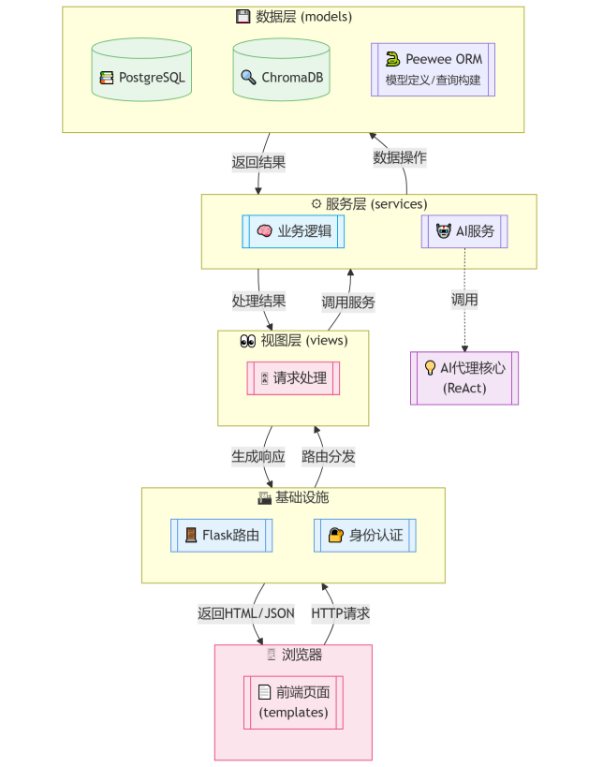 数据层 (models)
PostgreSQL
ChromaDB
Peewee ORM
模型定义/查询构建
返回结果
数据操作
服务层 (services)
业务逻辑
AI服务
处理结果
调用服务
调用
视图层 (views)
请求处理
AI代理核心
(ReAct)
生成响应
路由分发
基础设施
Flask路由
身份认证
返回HTML/JSON
HTTP请求
浏览器
前端页面
(templates)